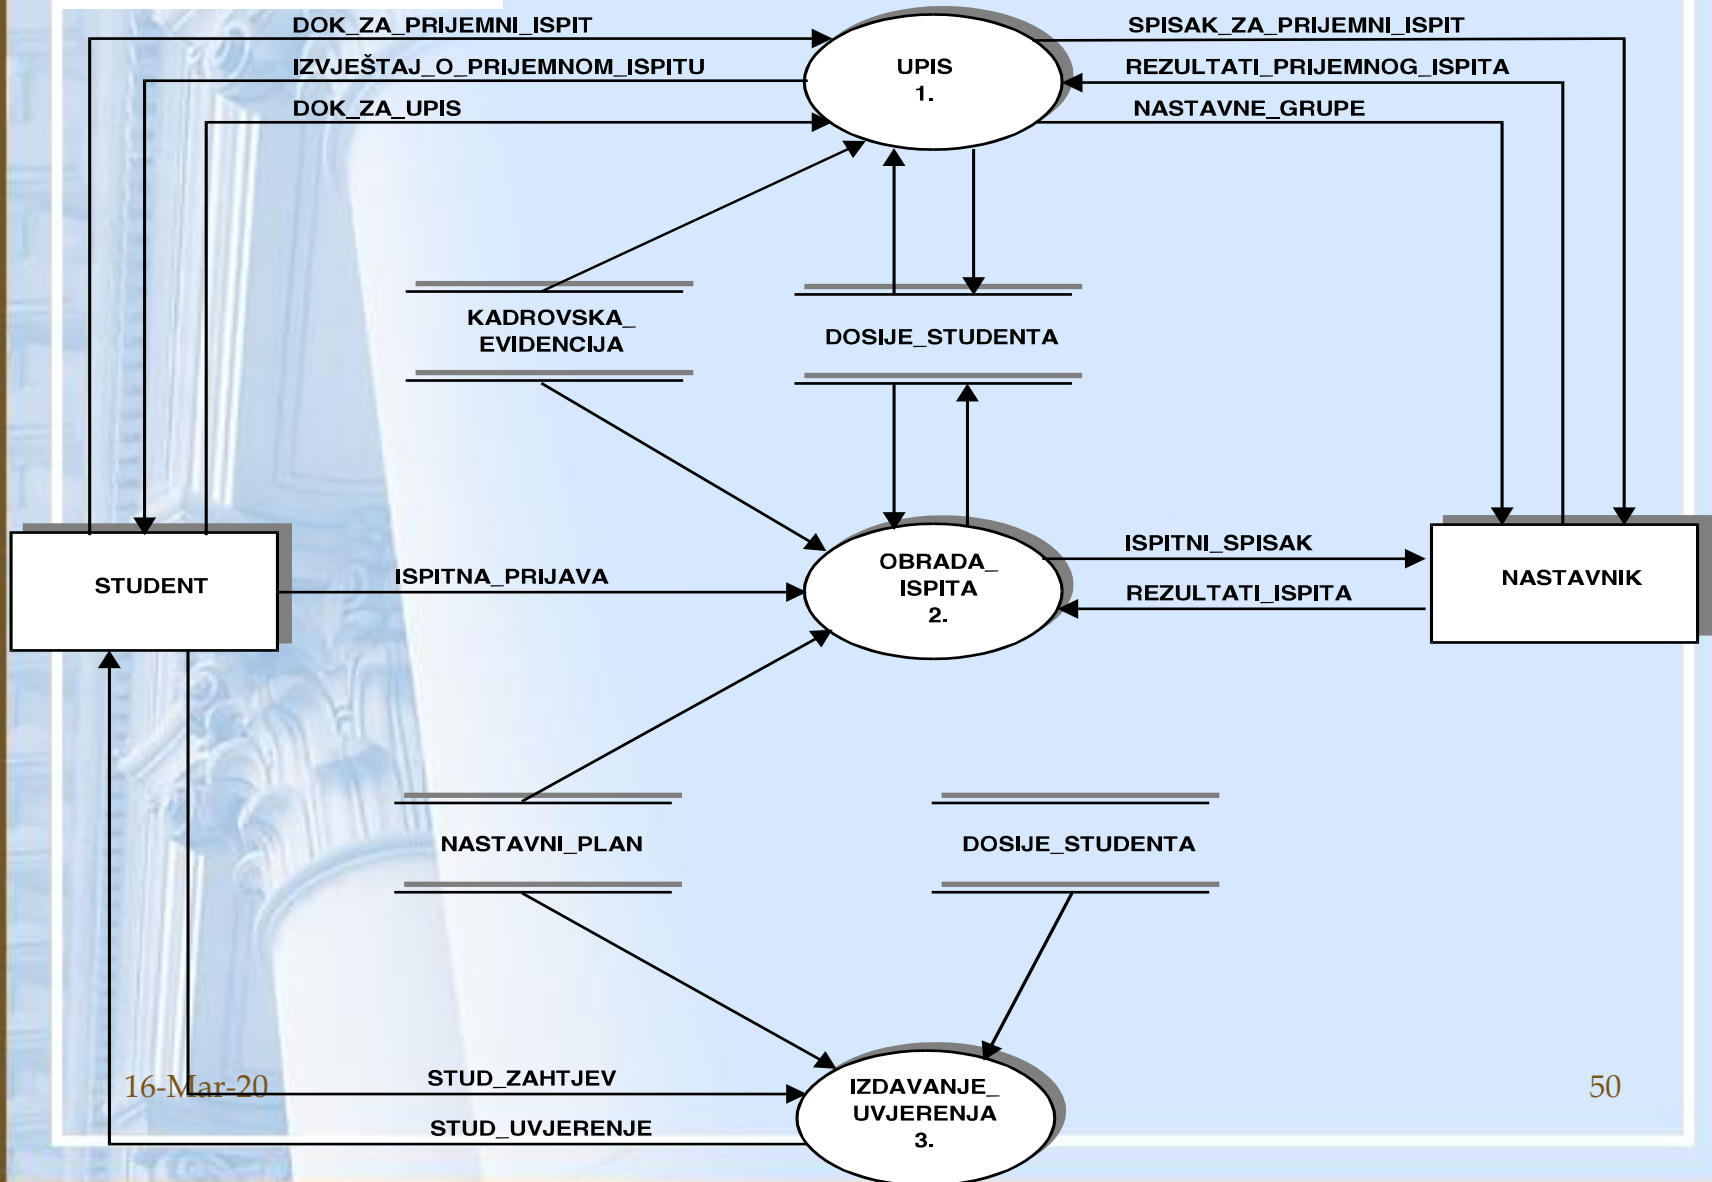 DOK_ZA_PRIJEMNI_ISPIT
SPISAK_ZA_PRIJEMNI_ISPIT
IZVJEŠTAJ_O_PRIJEMNOM_ISPITU
UPIS
1.
REZULTATI_PRIJEMNOG_ISPITA
DOK_ZA_UPIS
NASTAVNE_GRUPE
KADROVSKA_
EVIDENCIJA
DOSIJE_STUDENTA
STUDENT
ISPITNA_PRIJAVA
OBRADA_
ISPITA
2.
ISPITNI_SPISAK
REZULTATI_ISPITA
NASTAVNIK
NASTAVNI_PLAN
DOSIJE_STUDENTA
STUD_ZAHTJEV
STUD_UVJERENJE
IZDAVANJE_
UVJERENJA
3.
16-Mar-20
50